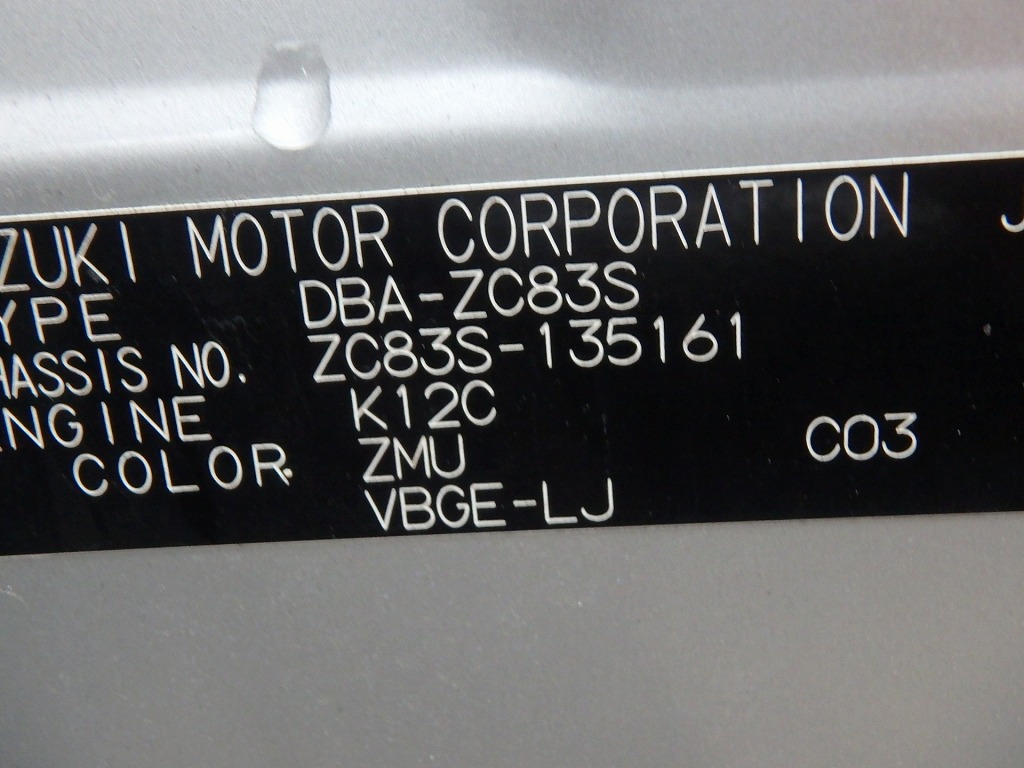 ZUKI MOTOR CORPORATION J
YPE DBA-ZC83S
HASSIS NO. ZC83S-135161
NGINE K12C
COLOR. ZMU C03
VBGE-LJ